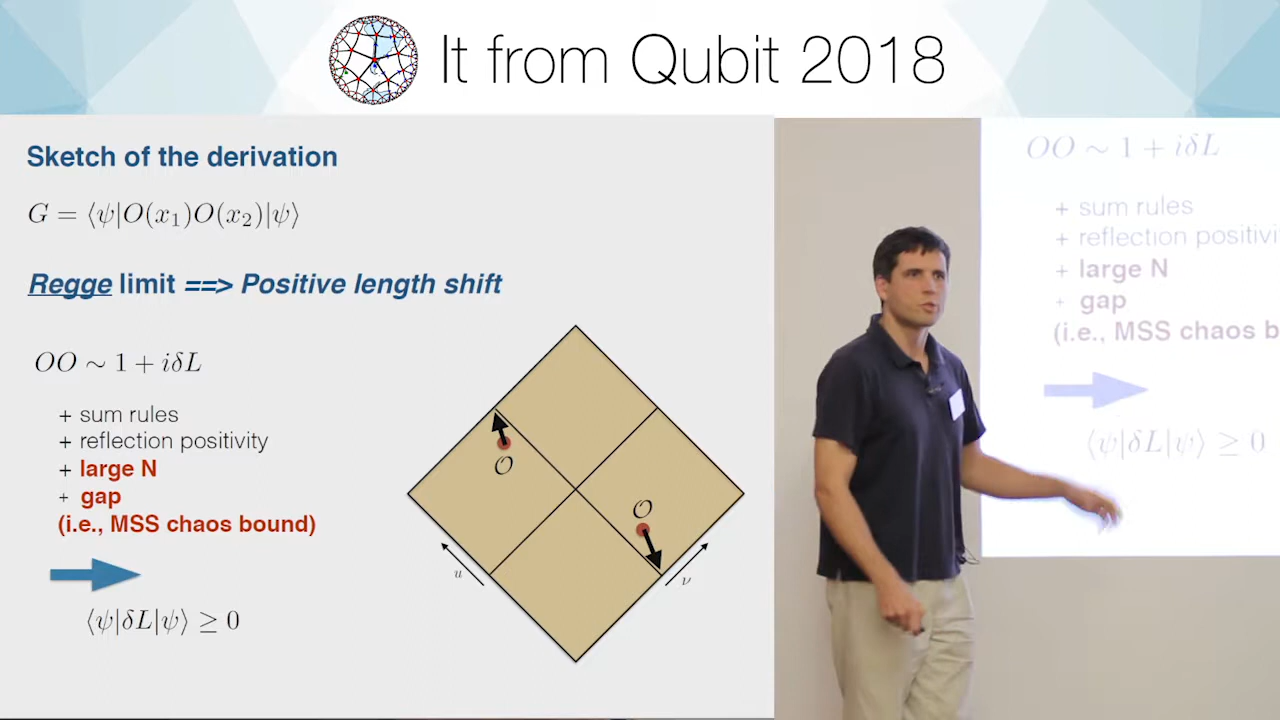 It from Qubit 2018
Sketch of the derivation
G = ⟨ψ|O(x₁)O(x₂)|ψ⟩
Regge limit ==> Positive length shift
OO ∼ 1 + iδL
+ sum rules
+ reflection positivity
+ large N
+ gap
(i.e., MSS chaos bound)
⟨ψ|δL|ψ⟩ ≥ 0
𝒪
𝒪
u
ν
OO ∼ 1 + iδL
+ sum rules
+ reflection positivi
+ large N
+ gap
(i.e., MSS chaos b
⟨ψ|δL|ψ⟩ ≥ 0